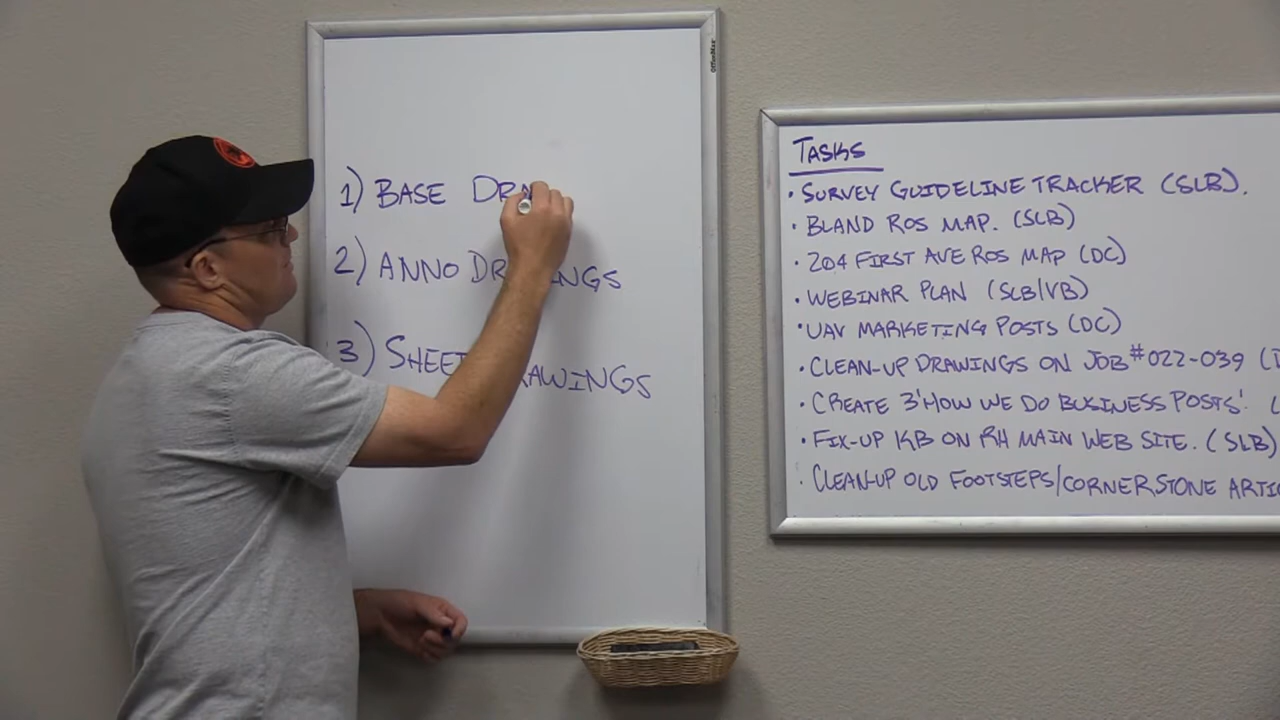 OfficeMax
1) BASE DRA
2) ANNO DRAWINGS
3) SHEET DRAWINGS
TASKS
• SURVEY GUIDELINE TRACKER (SLB).
• BLAND ROS MAP. (SLB)
• 204 FIRST AVE ROS MAP (DC)
• WEBINAR PLAN (SLB/VB)
• UAV MARKETING POSTS (DC)
• CLEAN-UP DRAWINGS ON JOB #022-039 (
• CREATE 3 'HOW WE DO BUSINESS POSTS'. (
• FIX-UP KB ON RH MAIN WEB SITE. (SLB)
• CLEAN-UP OLD FOOTSTEPS/CORNERSTONE ARTIC